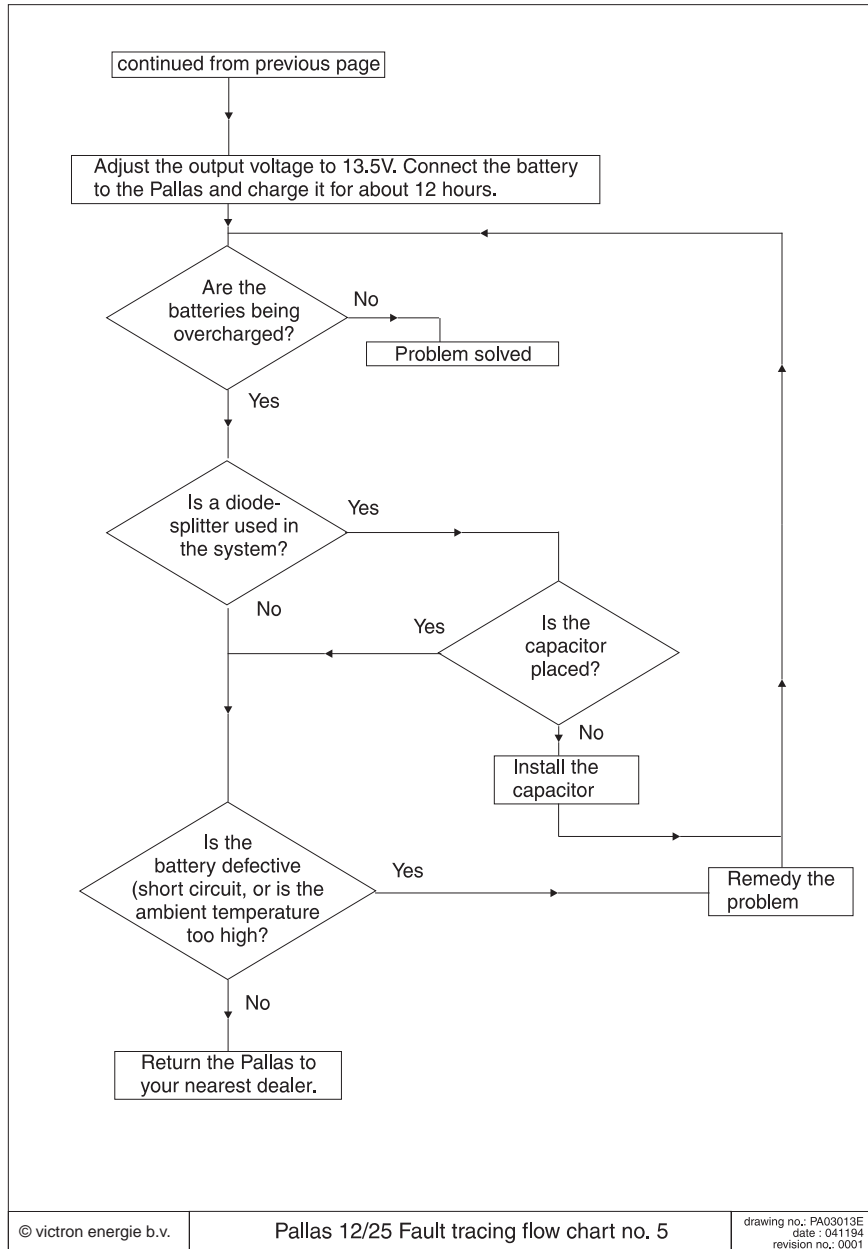 continued from previous page
Adjust the output voltage to 13.5V. Connect the battery
to the Pallas and charge it for about 12 hours.
Are the
batteries being
overcharged?
No
Problem solved
Yes
Is a diode-
splitter used in
the system?
Yes
No
Is the
capacitor
placed?
Yes
No
Install the
capacitor
Is the
battery defective
(short circuit, or is the
ambient temperature
too high?
Yes
Remedy the
problem
No
Return the Pallas to
your nearest dealer.
© victron energie b.v.
Pallas 12/25 Fault tracing flow chart no. 5
drawing no.: PA03013E
date : 041194
revision no.: 0001